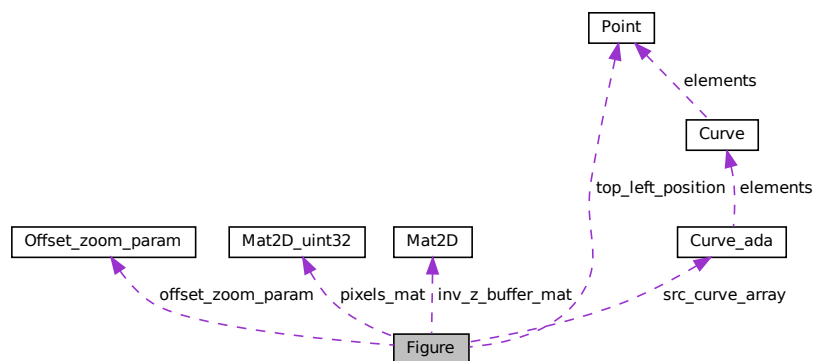 Point
elements
Curve
top_left_position
elements
Offset_zoom_param
Mat2D_uint32
Mat2D
Curve_ada
offset_zoom_param
pixels_mat
inv_z_buffer_mat
src_curve_array
Figure